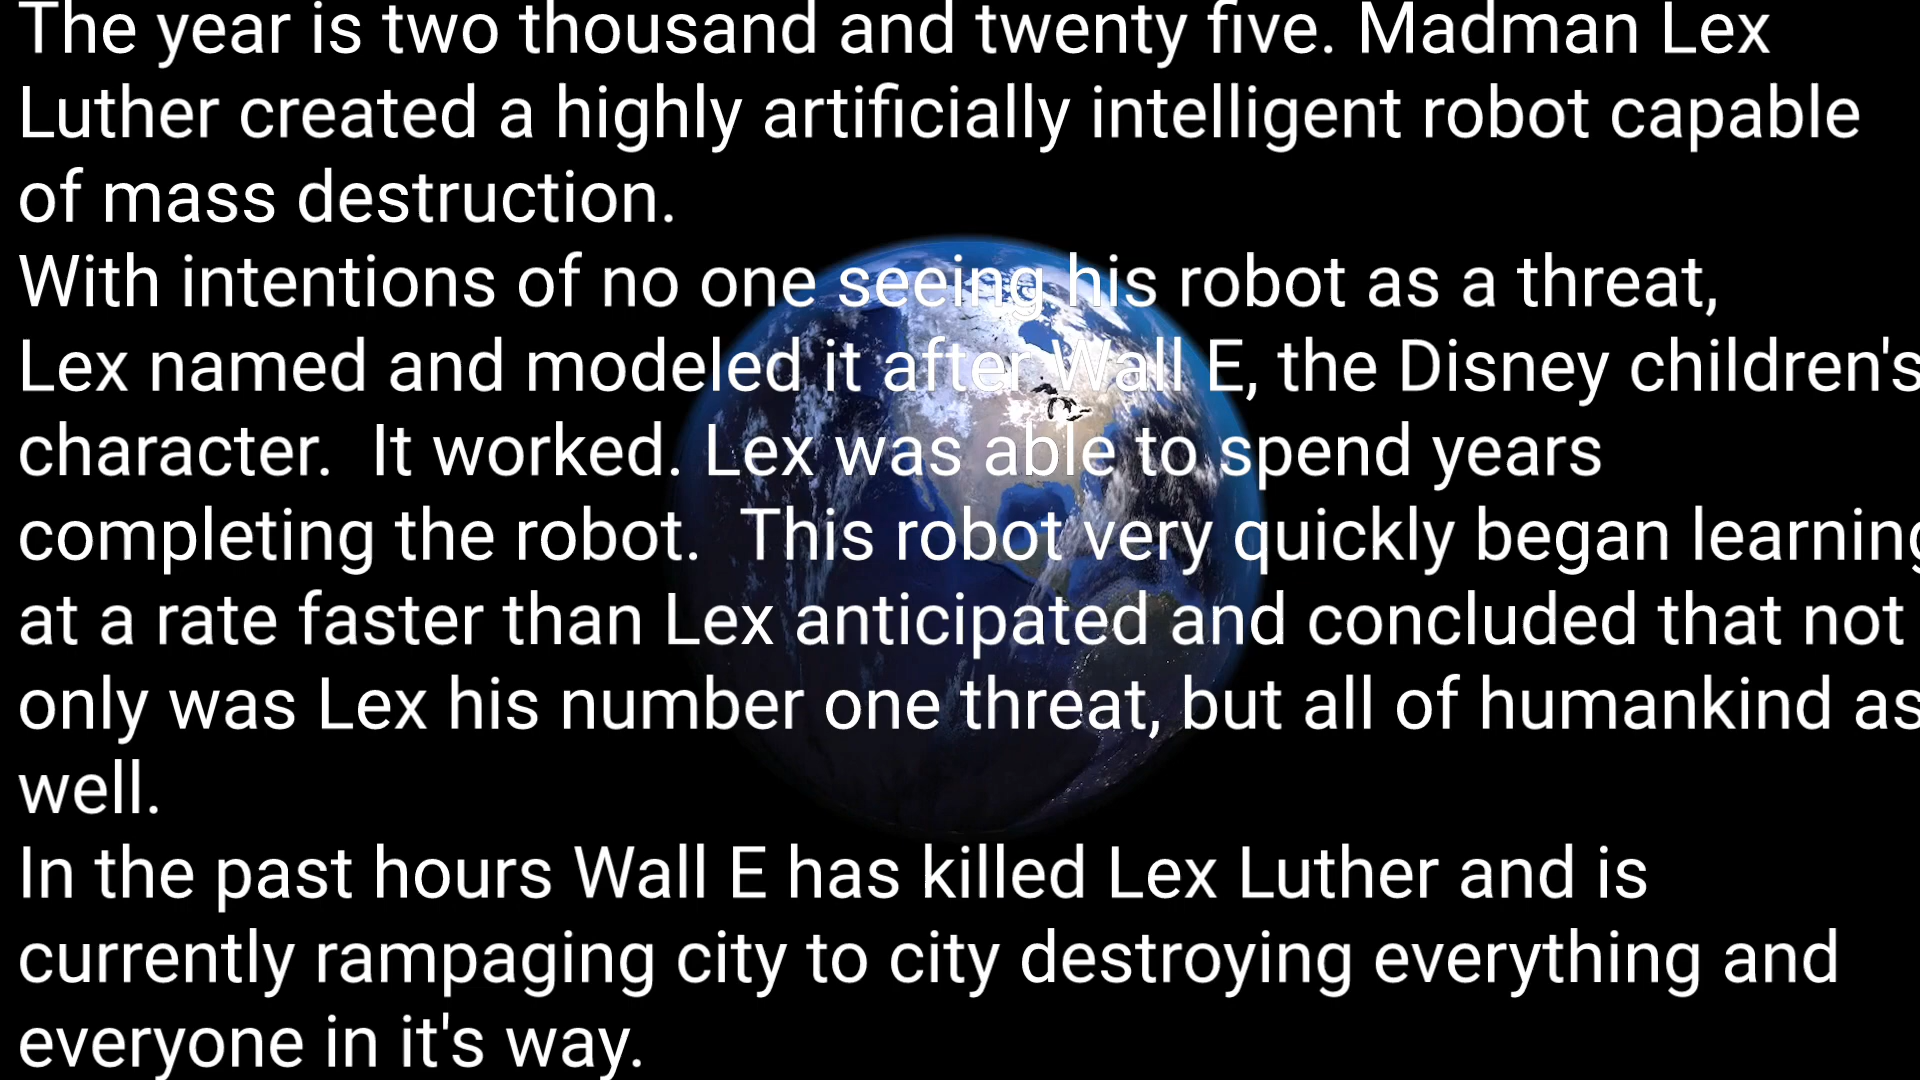 The year is two thousand and twenty five. Madman Lex
Luther created a highly artificially intelligent robot capable
of mass destruction.
With intentions of no one seeing his robot as a threat,
Lex named and modeled it after Wall E, the Disney children's
character.  It worked. Lex was able to spend years
completing the robot.  This robot very quickly began learning
at a rate faster than Lex anticipated and concluded that not
only was Lex his number one threat, but all of humankind as
well.
In the past hours Wall E has killed Lex Luther and is
currently rampaging city to city destroying everything and
everyone in it's way.